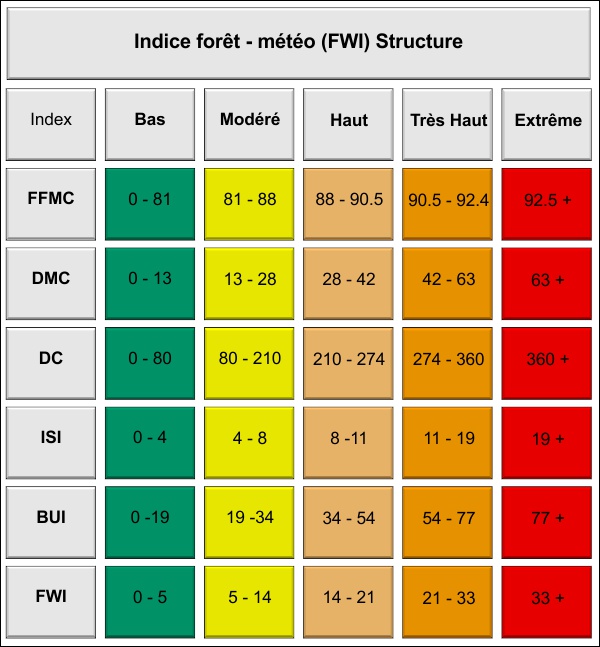 Indice forêt - météo (FWI) Structure
Index Bas Modéré Haut Très Haut Extrême
FFMC 0 - 81 81 - 88 88 - 90.5 90.5 - 92.4 92.5 +
DMC 0 - 13 13 - 28 28 - 42 42 - 63 63 +
DC 0 - 80 80 - 210 210 - 274 274 - 360 360 +
ISI 0 - 4 4 - 8 8 -11 11 - 19 19 +
BUI 0 -19 19 -34 34 - 54 54 - 77 77 +
FWI 0 - 5 5 - 14 14 - 21 21 - 33 33 +